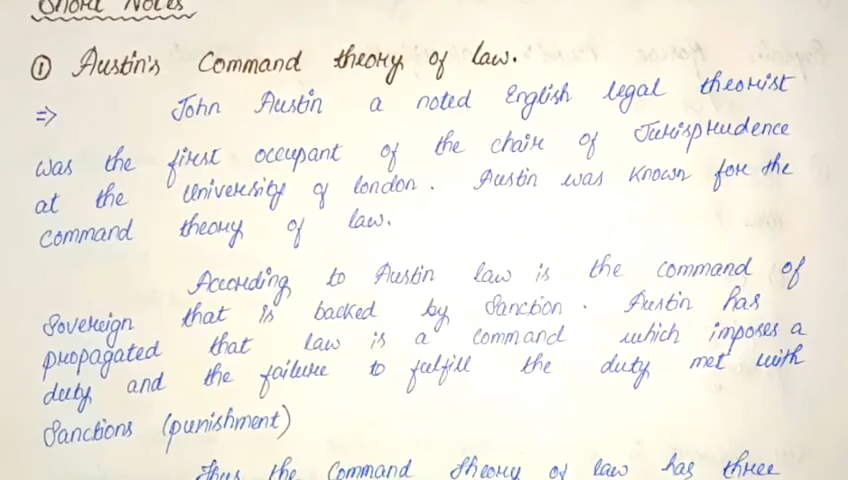 Short Notes
① Austin's Command theory of law.
⇒ John Austin a noted English legal theorist
was the first occupant of the chair of Jurisprudence
at the University of london. Austin was known for the
command theory of law.
According to Austin law is the command of
Sovereign that is backed by Sanction. Austin has
propagated that law is a command which imposes a
duty and the failure to fulfill the duty met with
Sanctions (punishment)
Thus the Command theory of law has three